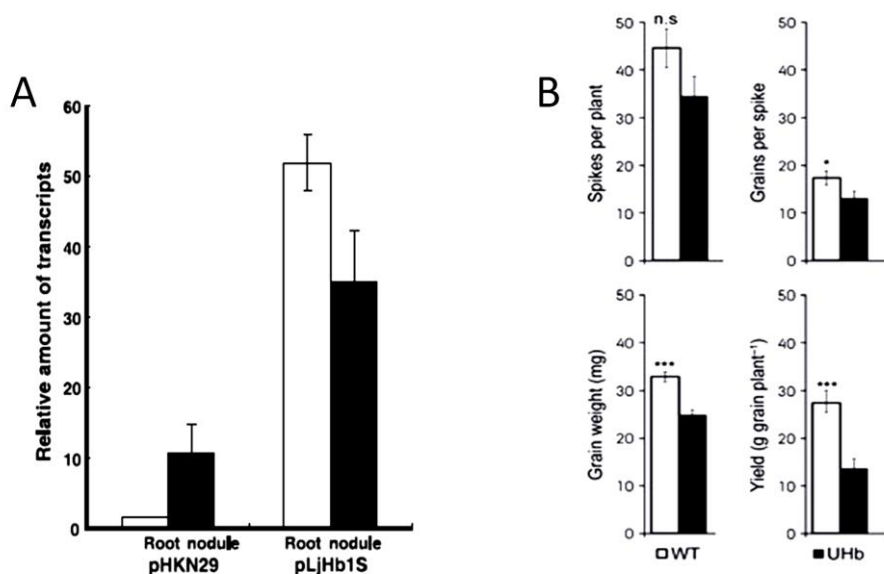 A
Relative amount of transcripts
60
50
40
30
20
10
0
Root nodule
pHKN29
Root nodule
pLjHb1S
B
Spikes per plant
50
40
30
20
10
0
n.s
Grains per spike
50
40
30
20
10
0
*
Grain weight (mg)
50
40
30
20
10
0
***
Yield (g grain plant⁻¹)
50
40
30
20
10
0
***
WT
UHb